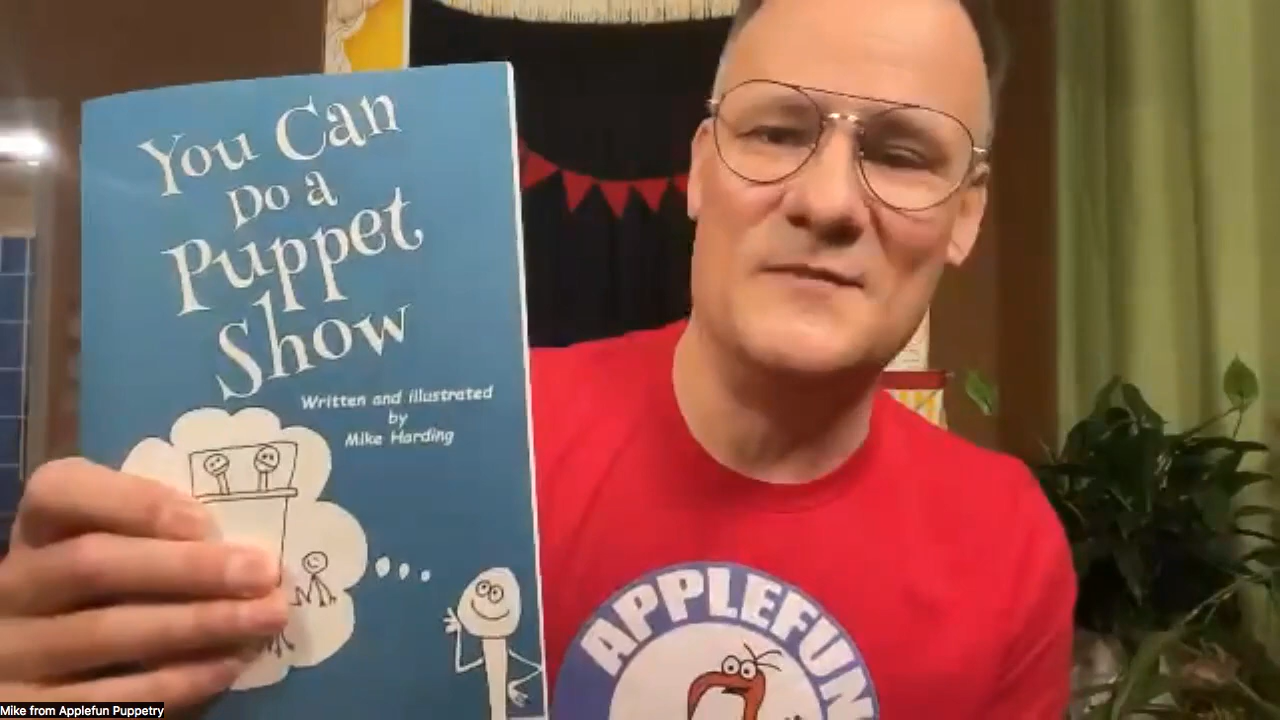 You Can
Do a
Puppet
Show
Written and illustrated
by
Mike Harding
APPLEFUN
Mike from Applefun Puppetry